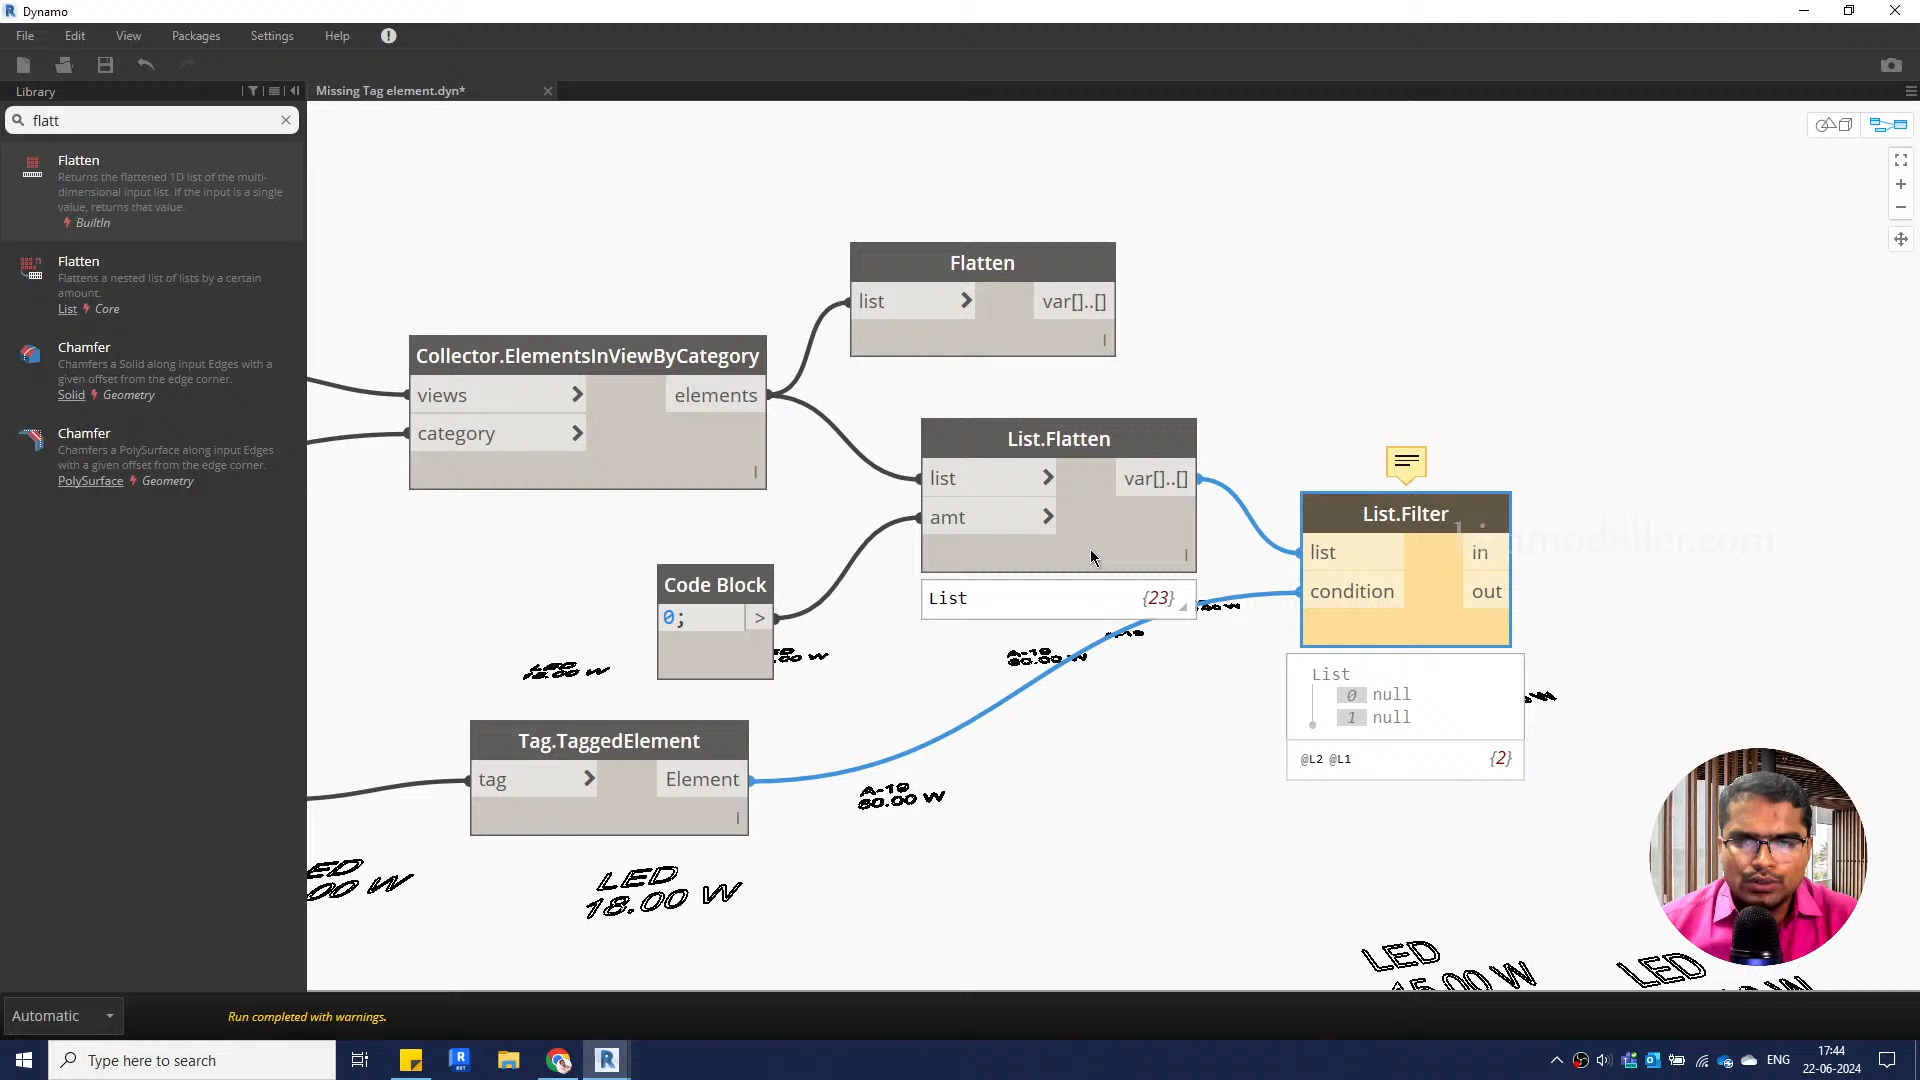 Dynamo
File Edit View Packages Settings Help
Library
Missing Tag element.dyn*
flatt
Flatten
Returns the flattened 1D list of the multi-
dimensional input list. If the input is a single
value, returns that value.
BuiltIn
Flatten
Flattens a nested list of lists by a certain
amount.
List Core
Chamfer
Chamfers a Solid along input Edges with a
given offset from the edge corner.
Solid Geometry
Chamfer
Chamfers a PolySurface along input Edges
with a given offset from the edge corner.
PolySurface Geometry
Flatten
list > var[]..[]
Collector.ElementsInViewByCategory
views > elements
category >
List.Flatten
list > var[]..[]
amt >
List {23}
List.Filter
list in
condition out
List
0 null
1 null
@L2 @L1 {2}
Code Block
0; >
Tag.TaggedElement
tag > Element
LED
18.00 W
A-19
60.00 W
A-19
60.00 W
LED
18.00 W
LED
LED
Automatic
Run completed with warnings.
Type here to search
ENG
17:44
22-06-2024